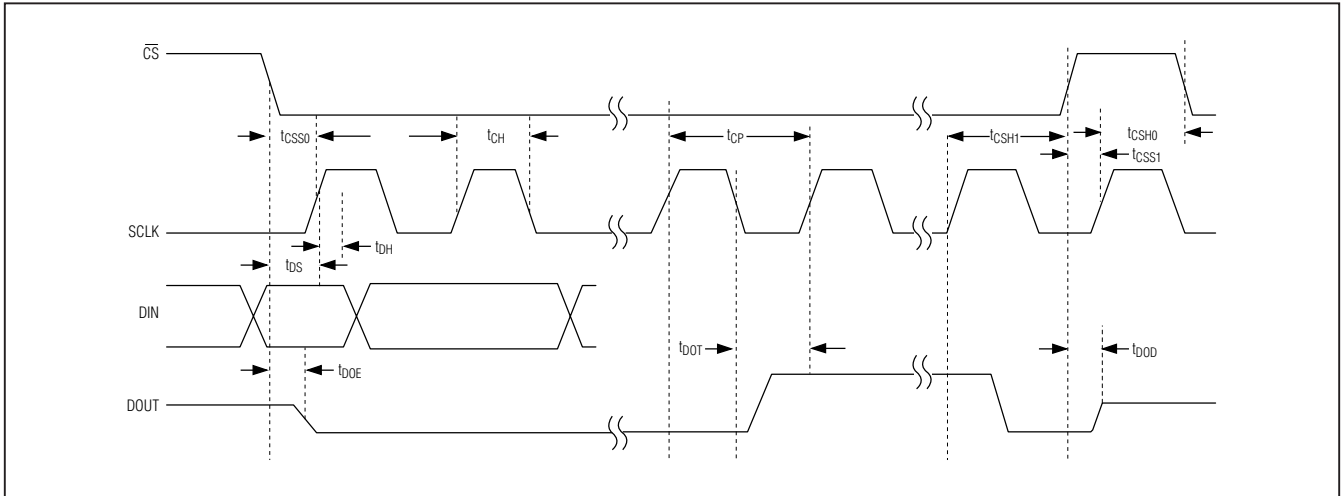 CS
tCSS0
tCH
tCP
tCSH1
tCSH0
tCSS1
SCLK
tDH
tDS
DIN
tDOT
tDOD
tDOE
DOUT